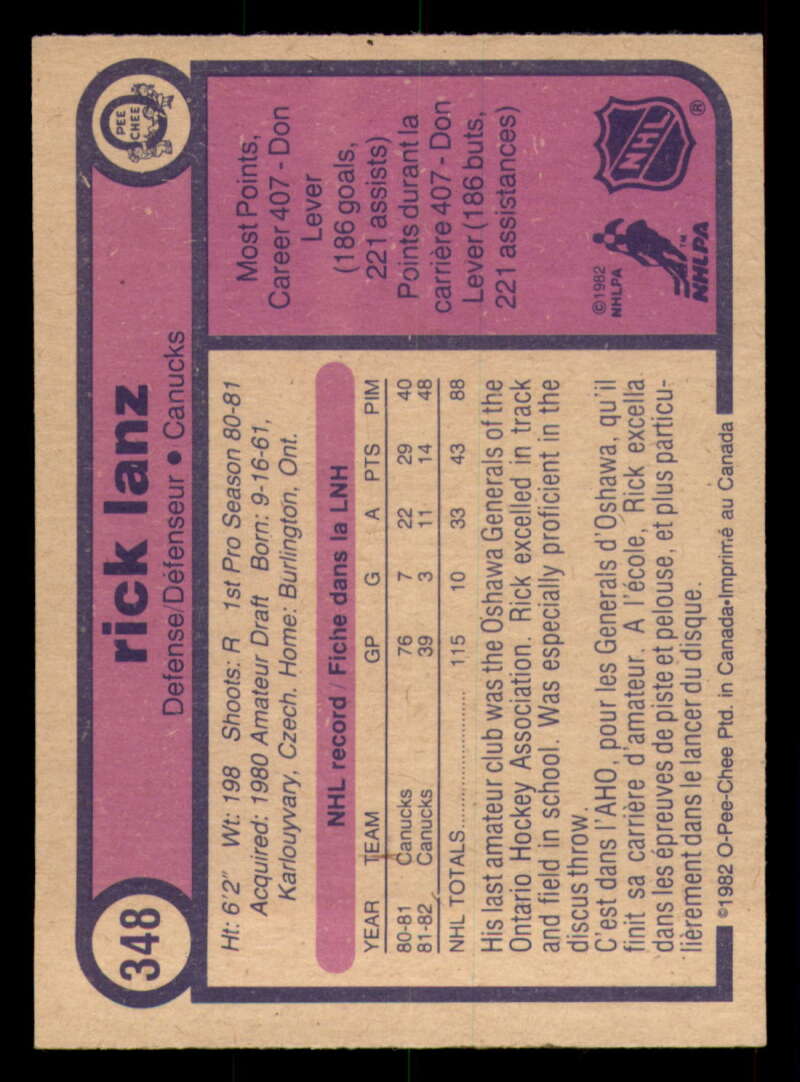 348
rick lanz
Defense/Défenseur • Canucks
PEE
CHEE
Ht: 6'2" Wt: 198 Shoots: R 1st Pro Season 80-81
Acquired: 1980 Amateur Draft Born: 9-16-61,
Karlouyvary, Czech. Home: Burlington, Ont.
NHL record / Fiche dans la LNH
YEAR TEAM GP G A PTS PIM
80-81 Canucks 76 7 22 29 40
81-82 Canucks 39 3 11 14 48
NHL TOTALS 115 10 33 43 88
His last amateur club was the Oshawa Generals of the
Ontario Hockey Association. Rick excelled in track
and field in school. Was especially proficient in the
discus throw.
C'est dans l'AHO, pour les Generals d'Oshawa, qu'il
finit sa carrière d'amateur. A l'école, Rick excella
dans les épreuves de piste et pelouse, et plus particu-
lièrement dans le lancer du disque.
©1982 O-Pee-Chee Ptd. in Canada•Imprimé au Canada
Most Points,
Career 407 - Don
Lever
(186 goals,
221 assists)
Points durant la
carrière 407 - Don
Lever (186 buts,
221 assistances)
©1982
NHLPA
NHLPA™
NHL®